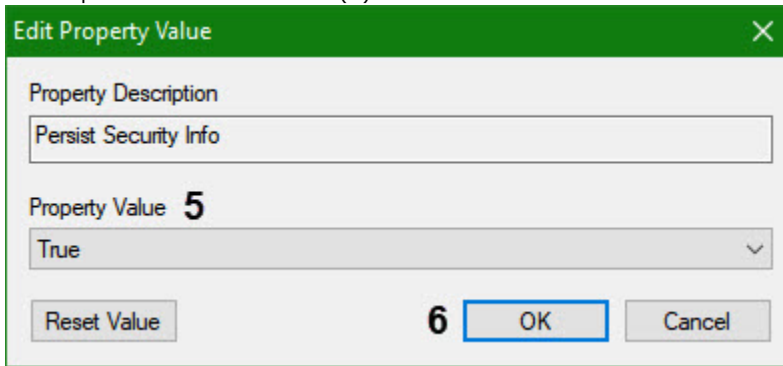 Edit Property Value
Property Description
Persist Security Info
Property Value 5
True
Reset Value 6 OK Cancel